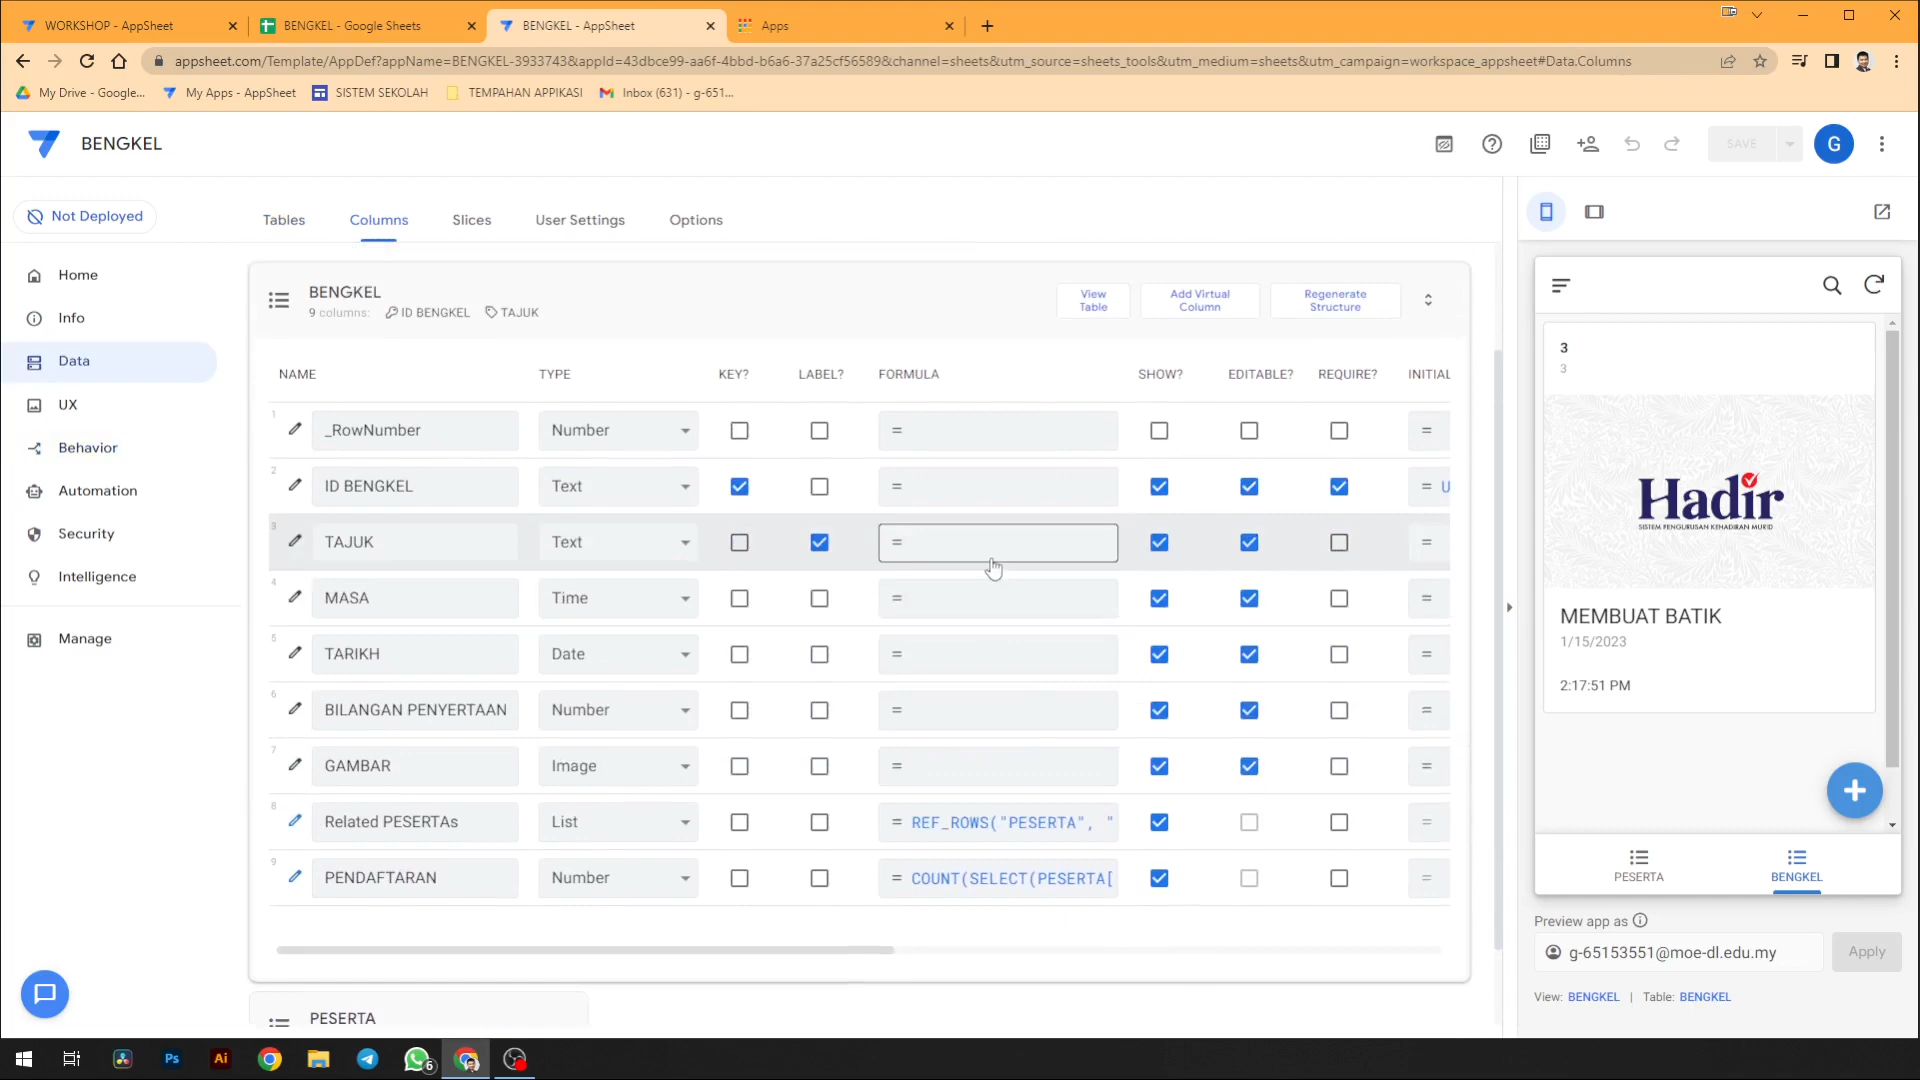 WORKSHOP - AppSheet
BENGKEL - Google Sheets
BENGKEL - AppSheet
Apps
appsheet.com/Template/AppDef?appName=BENGKEL-3933743&appId=43dbce99-aa6f-4bbd-b6a6-37a25cf56589&channel=sheets&utm_source=sheets_tools&utm_medium=sheets&utm_campaign=workspace_appsheet#Data.Columns
My Drive - Google...
My Apps - AppSheet
SISTEM SEKOLAH
TEMPAHAN APPIKASI
Inbox (631) - g-651...
BENGKEL
SAVE
G
Not Deployed
Tables
Columns
Slices
User Settings
Options
Home
Info
Data
UX
Behavior
Automation
Security
Intelligence
Manage
BENGKEL
9 columns: ID BENGKEL TAJUK
View Table
Add Virtual Column
Regenerate Structure
NAME TYPE KEY? LABEL? FORMULA SHOW? EDITABLE? REQUIRE? INITIAL
1 _RowNumber Number =  =
2 ID BENGKEL Text =  = U
3 TAJUK Text =  =
4 MASA Time =  =
5 TARIKH Date =  =
6 BILANGAN PENYERTAAN Number =  =
7 GAMBAR Image =  =
8 Related PESERTAs List = REF_ROWS("PESERTA", "  =
9 PENDAFTARAN Number = COUNT(SELECT(PESERTA[  =
PESERTA
3
3
Hadir
SISTEM PENGURUSAN KEHADIRAN MURID
MEMBUAT BATIK
1/15/2023
2:17:51 PM
PESERTA
BENGKEL
Preview app as
g-65153551@moe-dl.edu.my
Apply
View: BENGKEL | Table: BENGKEL
Ps
Ai
6